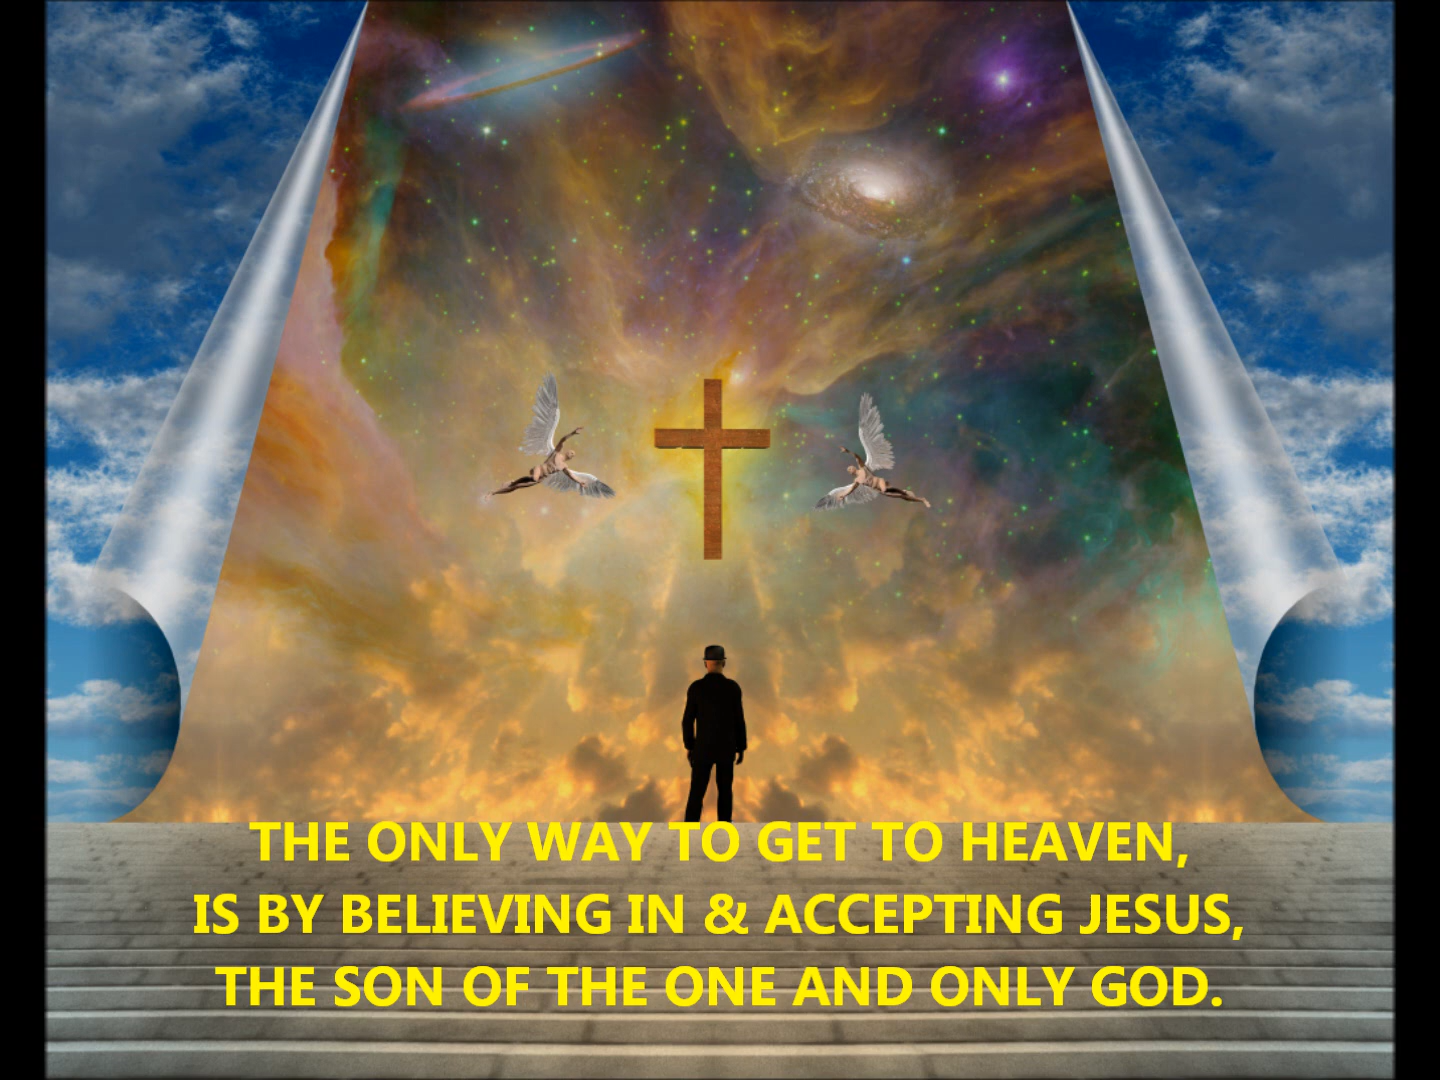 THE ONLY WAY TO GET TO HEAVEN,
IS BY BELIEVING IN & ACCEPTING JESUS,
THE SON OF THE ONE AND ONLY GOD.